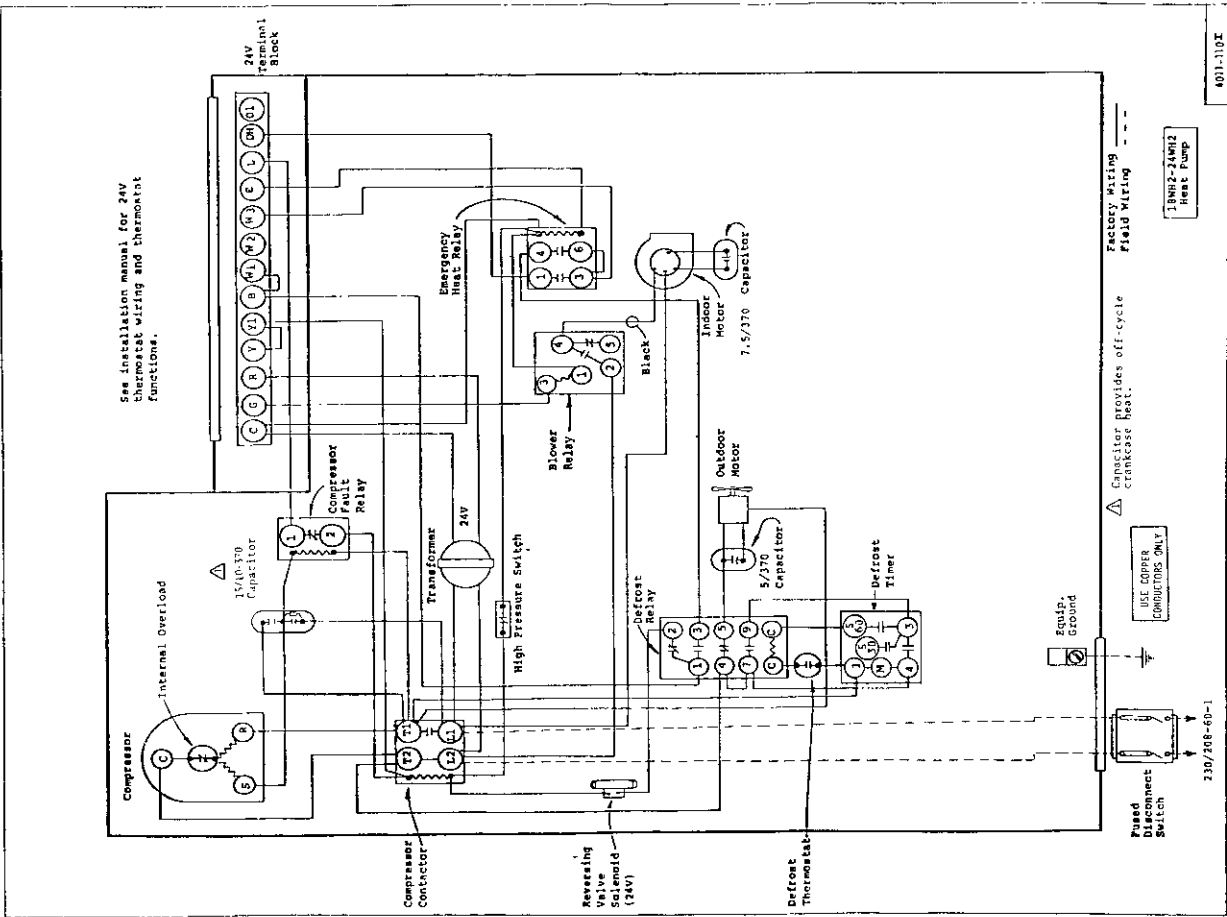 See installation manual for 24V
thermostat wiring and thermostat
functions.
24V
Terminal
Block
C
G
R
Y
Y1
B
W1
W2
W3
E
L
DH
O1
Compressor
Internal Overload
C
S
R
15/10-370
Capacitor
Compressor
Fault
Relay
1
2
Compressor
Contactor
T2
T1
L2
L1
Transformer
24V
High Pressure Switch
Emergency
Heat Relay
1
4
3
6
Blower
Relay
3
1
4
2
5
Black
Indoor
Motor
7.5/370 Capacitor
Reversing
Valve
Solenoid
(24V)
Defrost
Relay
1
2
4
3
7
5
9
C
C
Outdoor
Motor
5/370
Capacitor
Defrost
Thermostat
Defrost
Timer
J
S
30
S
60
M
4
3
Equip.
Ground
Fused
Disconnect
Switch
230/208-60-1
USE COPPER
CONDUCTORS ONLY
Capacitor provides off-cycle
crankcase heat.
Factory Wiring
Field Wiring
18WH2-24WH2
Heat Pump
4011-110I